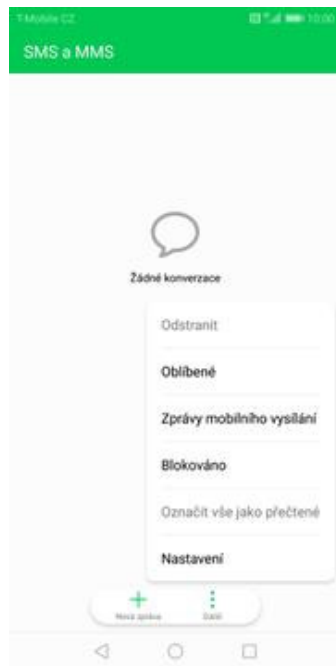 T-Mobile CZ 10:00
SMS a MMS
Žádné konverzace
Odstranit
Oblíbené
Zprávy mobilního vysílání
Blokováno
Označit vše jako přečtené
Nastavení
Nová zpráva Další